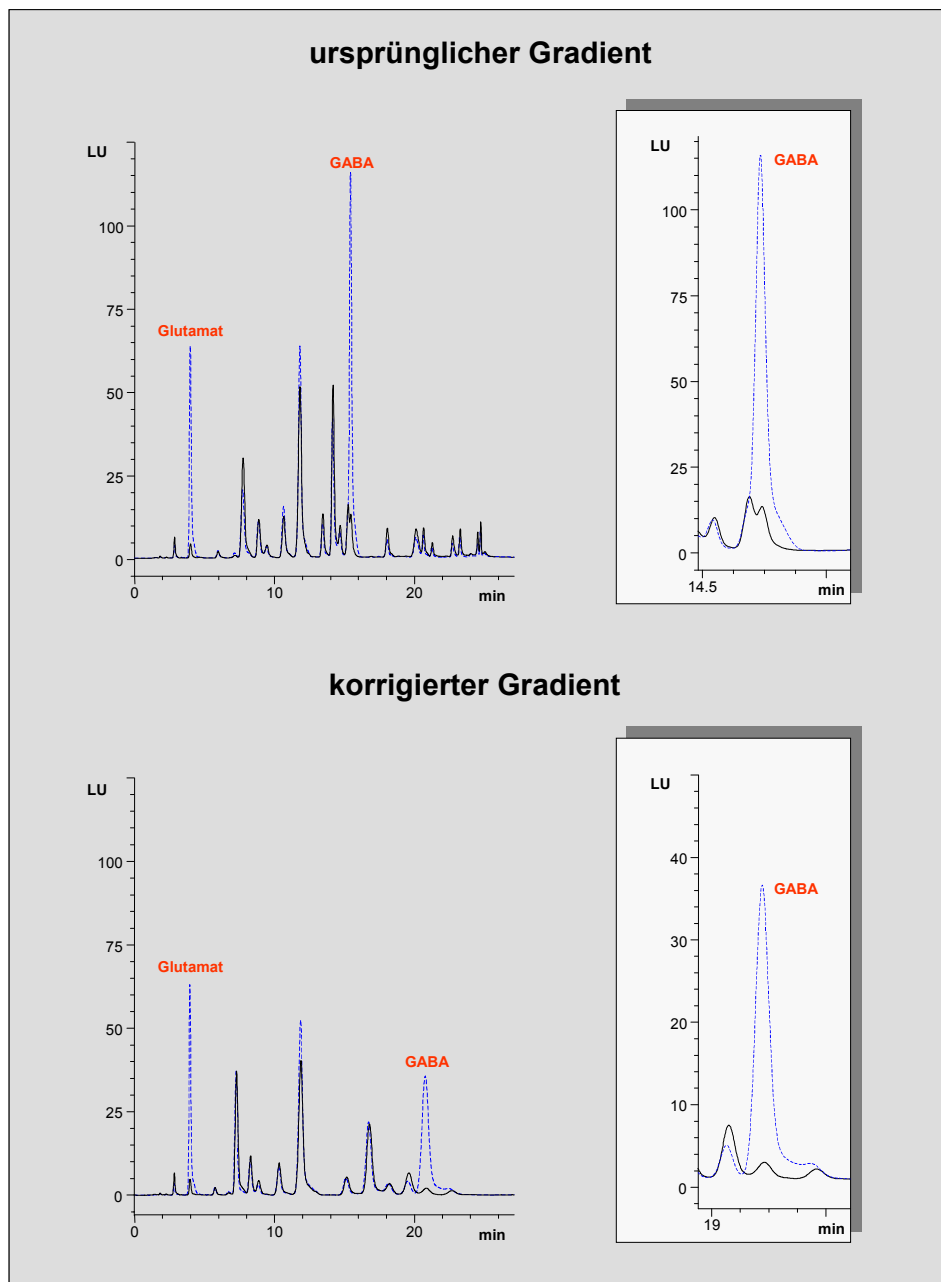 ursprünglicher Gradient
LU
GABA
100
75
Glutamat
50
25
0
0 10 20 min
LU
GABA
100
75
50
25
0
14.5 min
korrigierter Gradient
LU
100
75
Glutamat
50
GABA
25
0
0 10 20 min
LU
40
GABA
30
20
10
0
19 min